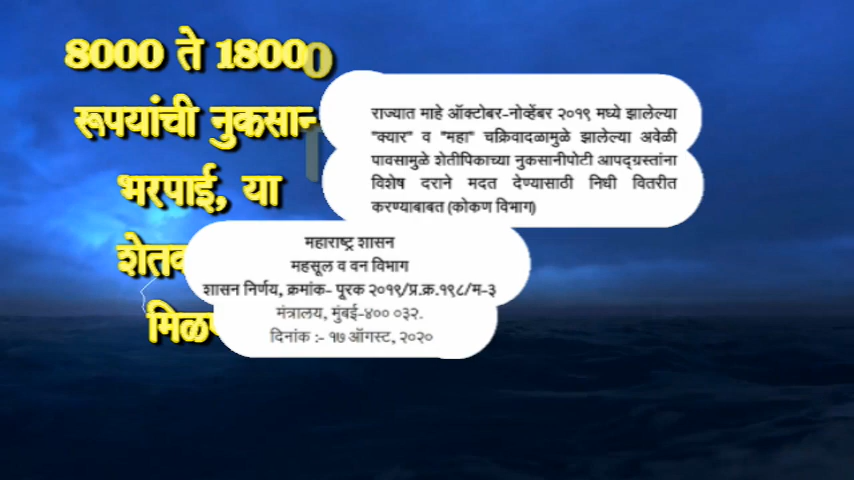 8000 ते 18000
रूपयांची नुकसान
भरपाई, या
राज्यात माहे ऑक्टोबर-नोव्हेंबर २०१९ मध्ये झालेल्या
"क्यार" व "महा" चक्रिवादळामुळे झालेल्या अवेळी
पावसामुळे शेतीपिकाच्या नुकसानीपोटी आपद्ग्रस्तांना
विशेष दराने मदत देण्यासाठी निधी वितरीत
करण्याबाबत (कोकण विभाग)
महाराष्ट्र शासन
महसूल व वन विभाग
शासन निर्णय, क्रमांक- पूरक २०१९/प्र.क्र.१९८/म-३
मंत्रालय, मुंबई-४०० ०३२.
दिनांक :- १७ ऑगस्ट, २०२०